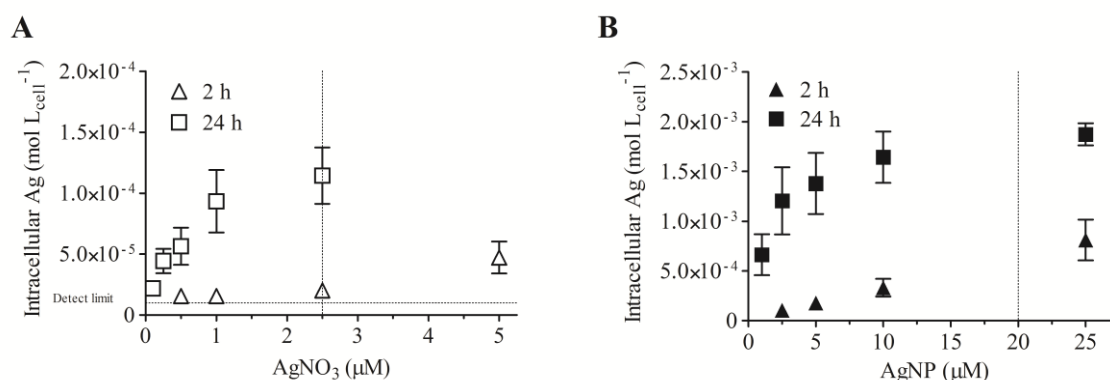 A
Intracellular Ag (mol L_cell^-1)
2.0×10^-4
1.5×10^-4
1.0×10^-4
5.0×10^-5
Detect limit
0
2 h
24 h
0 1 2 3 4 5
AgNO₃ (μM)
B
Intracellular Ag (mol L_cell^-1)
2.5×10^-3
2.0×10^-3
1.5×10^-3
1.0×10^-3
5.0×10^-4
0
2 h
24 h
0 5 10 15 20 25
AgNP (μM)